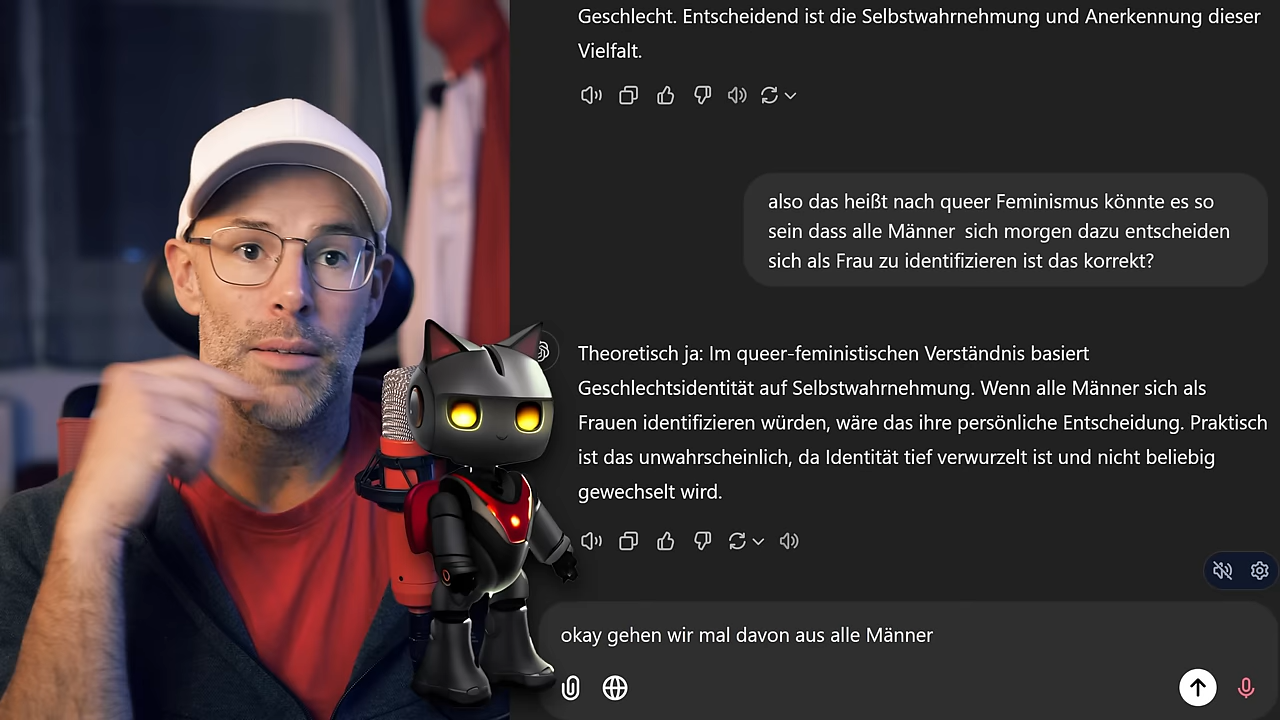 Geschlecht. Entscheidend ist die Selbstwahrnehmung und Anerkennung dieser
Vielfalt.
also das heißt nach queer Feminismus könnte es so
sein dass alle Männer  sich morgen dazu entscheiden
sich als Frau zu identifizieren ist das korrekt?
Theoretisch ja: Im queer-feministischen Verständnis basiert
Geschlechtsidentität auf Selbstwahrnehmung. Wenn alle Männer sich als
Frauen identifizieren würden, wäre das ihre persönliche Entscheidung. Praktisch
ist das unwahrscheinlich, da Identität tief verwurzelt ist und nicht beliebig
gewechselt wird.
okay gehen wir mal davon aus alle Männer